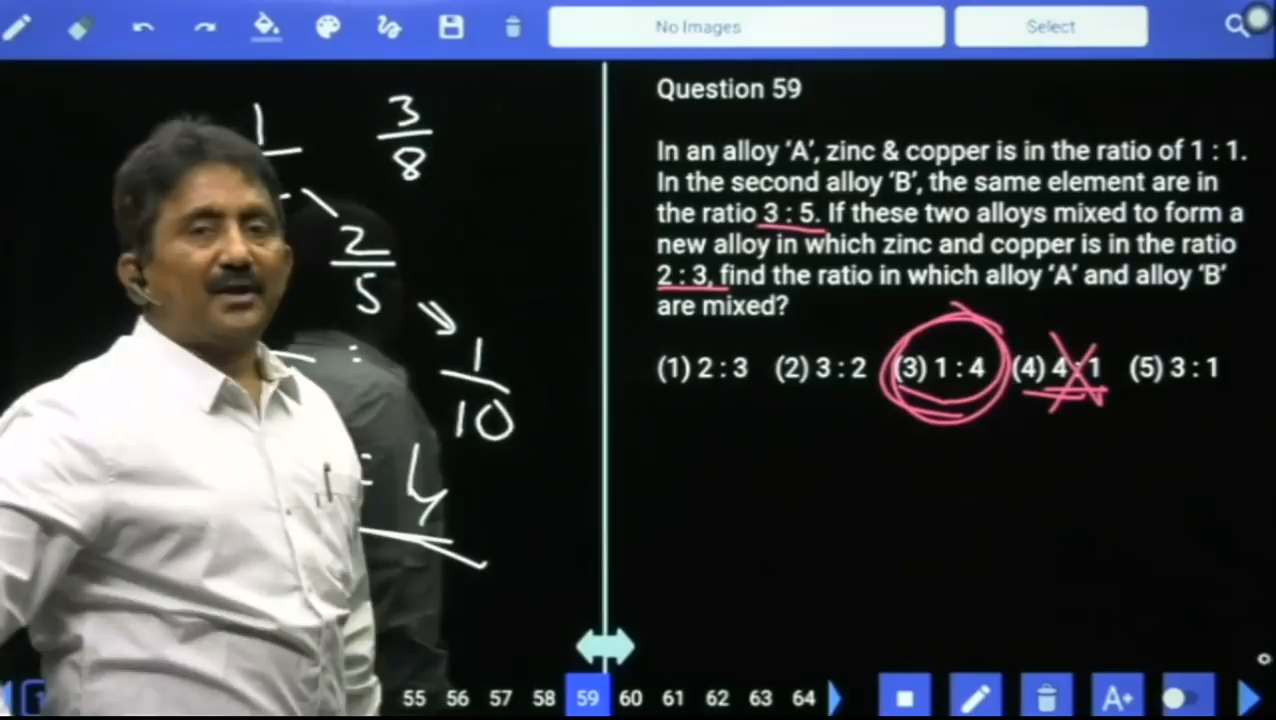 No Images
Select
1
3
8
2
5
:
1
10
: 4
Question 59
In an alloy ‘A’, zinc & copper is in the ratio of 1 : 1.
In the second alloy ‘B’, the same element are in
the ratio 3 : 5. If these two alloys mixed to form a
new alloy in which zinc and copper is in the ratio
2 : 3, find the ratio in which alloy ‘A’ and alloy ‘B’
are mixed?
(1) 2 : 3 (2) 3 : 2 (3) 1 : 4 (4) 4 : 1 (5) 3 : 1
55 56 57 58 59 60 61 62 63 64
A+